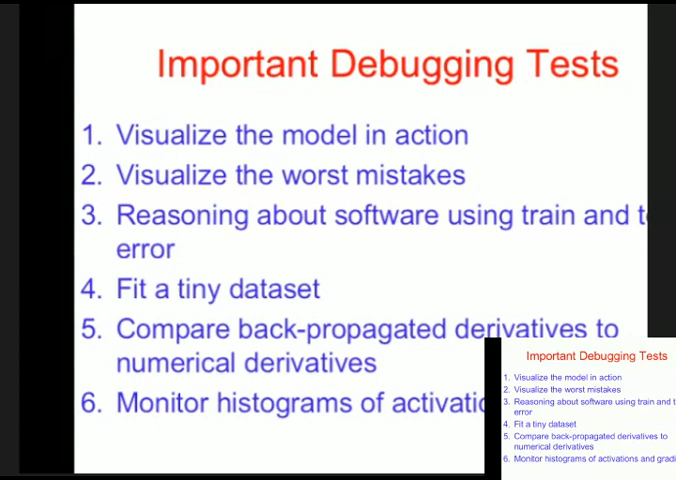 Important Debugging Tests
1. Visualize the model in action
2. Visualize the worst mistakes
3. Reasoning about software using train and
error
4. Fit a tiny dataset
5. Compare back-propagated derivatives to
numerical derivatives
6. Monitor histograms of
Important Debugging Tests
1. Visualize the model in action
2. Visualize the worst mistakes
3. Reasoning about software using train and
error
4. Fit a tiny dataset
5. Compare back-propagated derivatives to
numerical derivatives
6. Monitor histograms of activations and